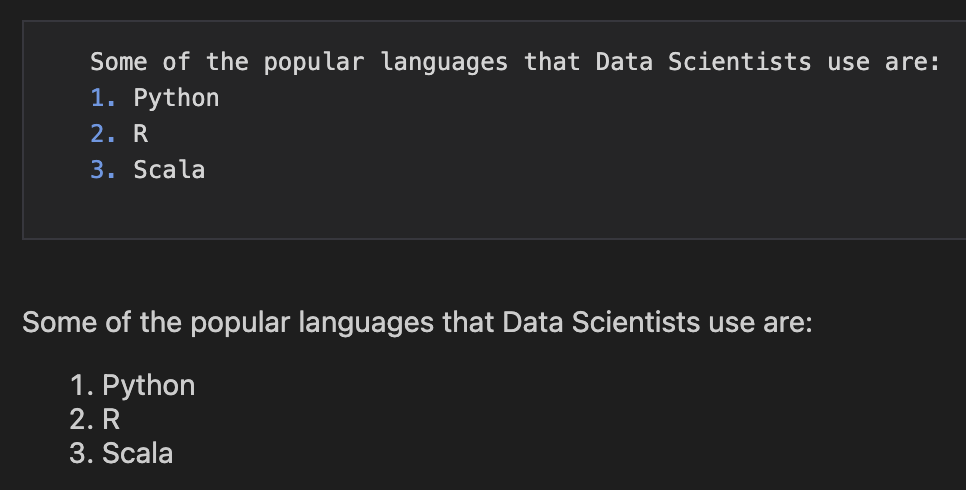 Some of the popular languages that Data Scientists use are:
1. Python
2. R
3. Scala
Some of the popular languages that Data Scientists use are:
1. Python
2. R
3. Scala